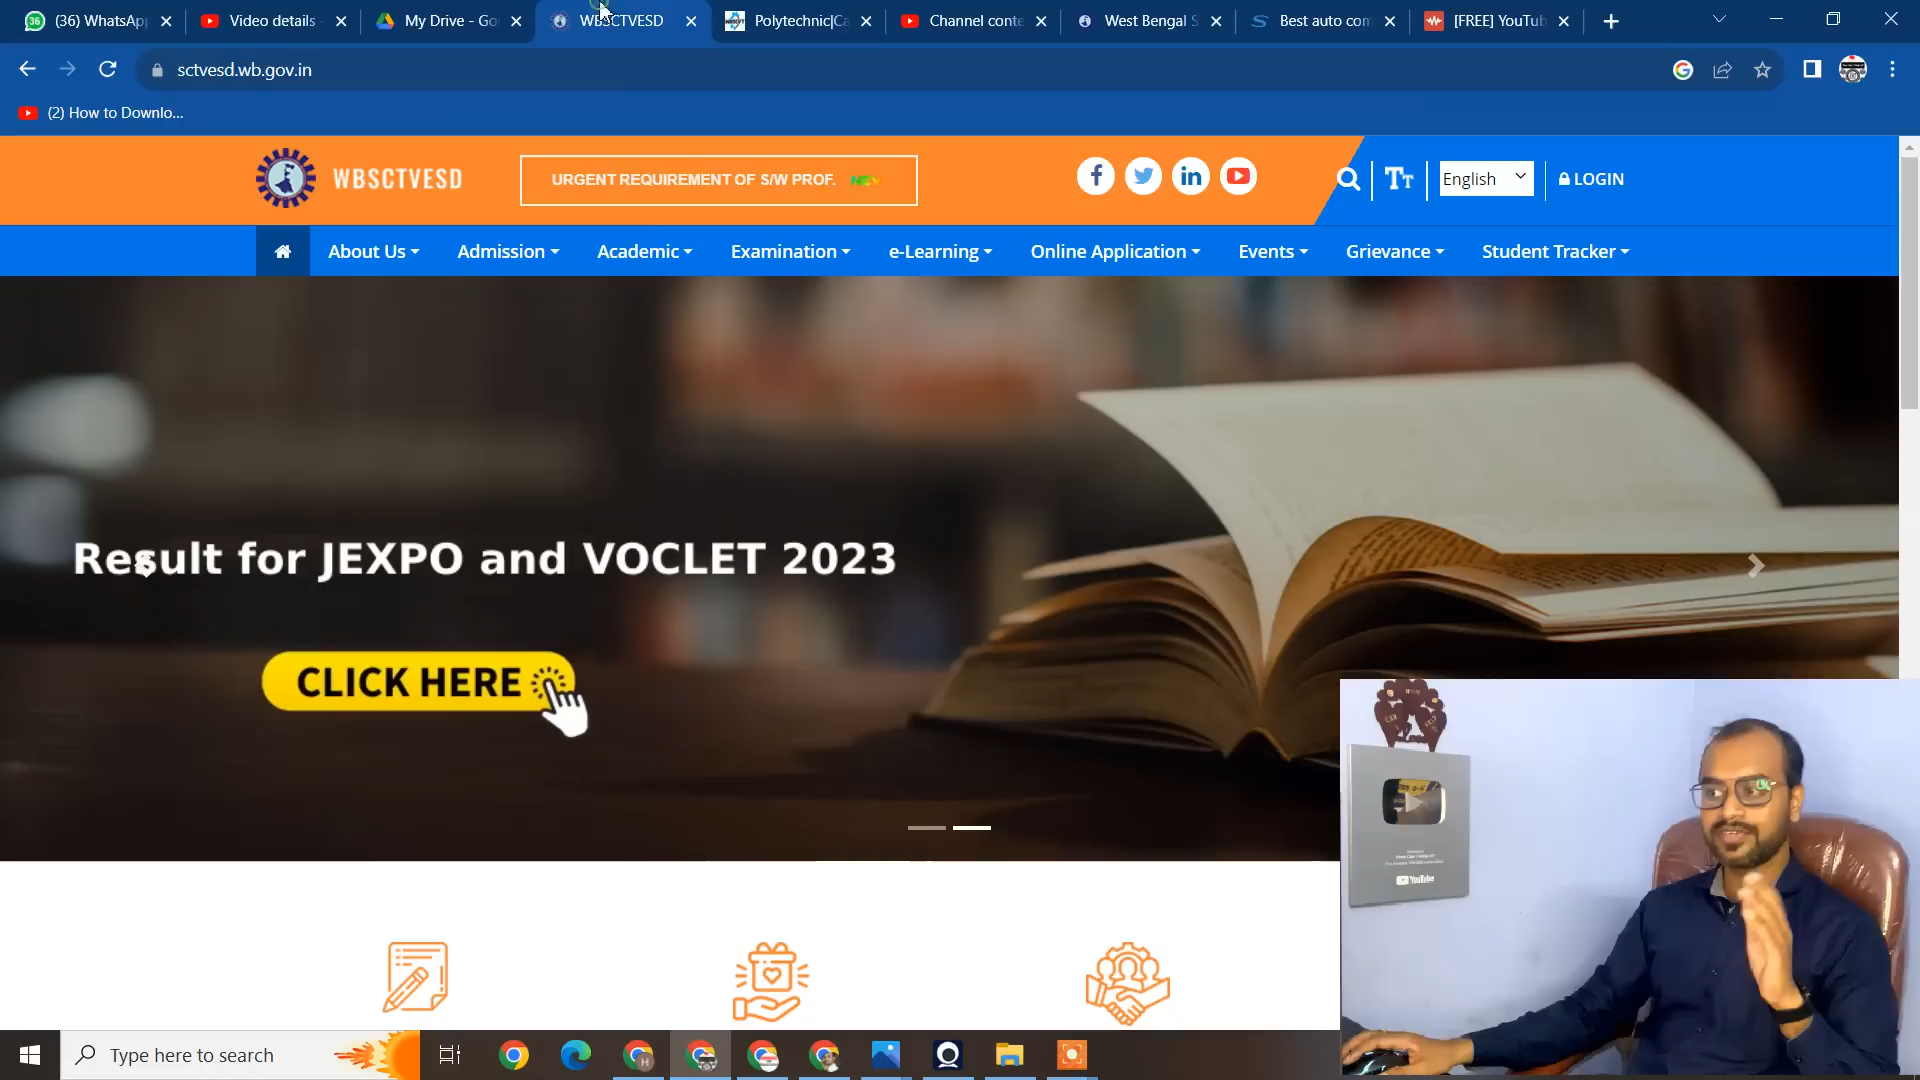 (36) WhatsAp
Video details -
My Drive - Go
WBSCTVESD
Polytechnic|Ca
Channel conte
West Bengal S
Best auto com
[FREE] YouTub
sctvesd.wb.gov.in
(2) How to Downlo...
WBSCTVESD
URGENT REQUIREMENT OF S/W PROF. NEW
English
LOGIN
About Us
Admission
Academic
Examination
e-Learning
Online Application
Events
Grievance
Student Tracker
Result for JEXPO and VOCLET 2023
CLICK HERE
YouTube
Type here to search